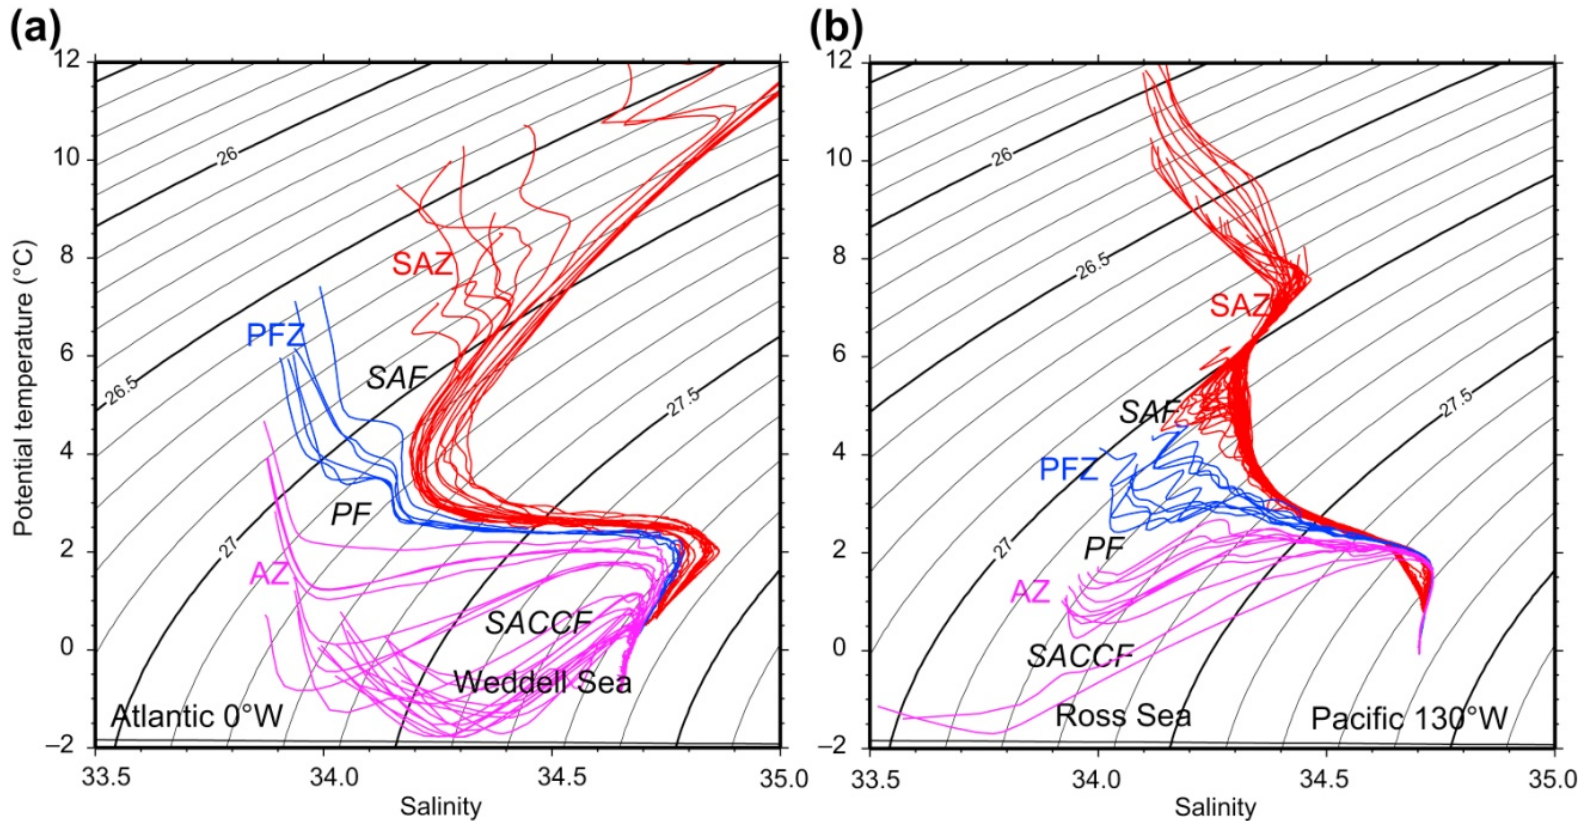 (a)
12
10
8
6
4
2
0
–2
33.5
34.0
34.5
35.0
Potential temperature (°C)
Salinity
26
26.5
27
27.5
SAZ
PFZ
SAF
PF
AZ
SACCF
Weddell Sea
Atlantic 0°W
(b)
12
10
8
6
4
2
0
–2
33.5
34.0
34.5
35.0
Salinity
26
26.5
27
27.5
SAZ
SAF
PFZ
PF
AZ
SACCF
Ross Sea
Pacific 130°W